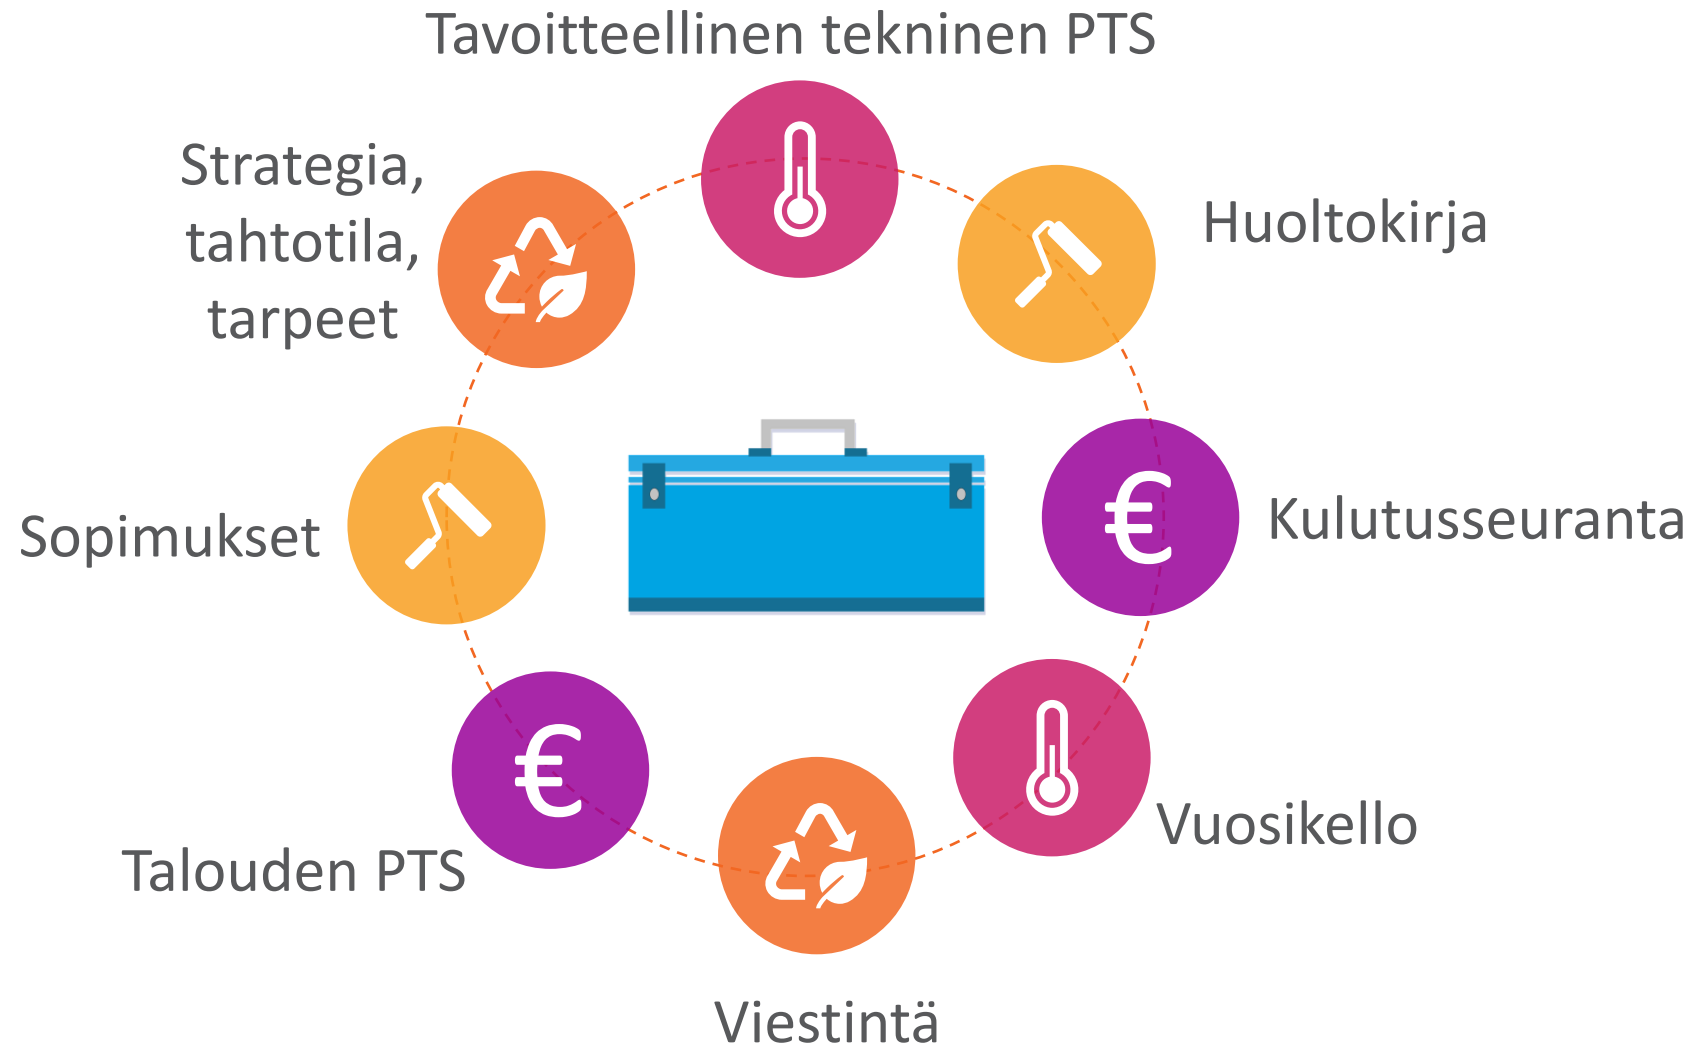 Tavoitteellinen tekninen PTS
Strategia,
tahtotila,
tarpeet
Huoltokirja
Sopimukset
€
Kulutusseuranta
€
Talouden PTS
Vuosikello
Viestintä